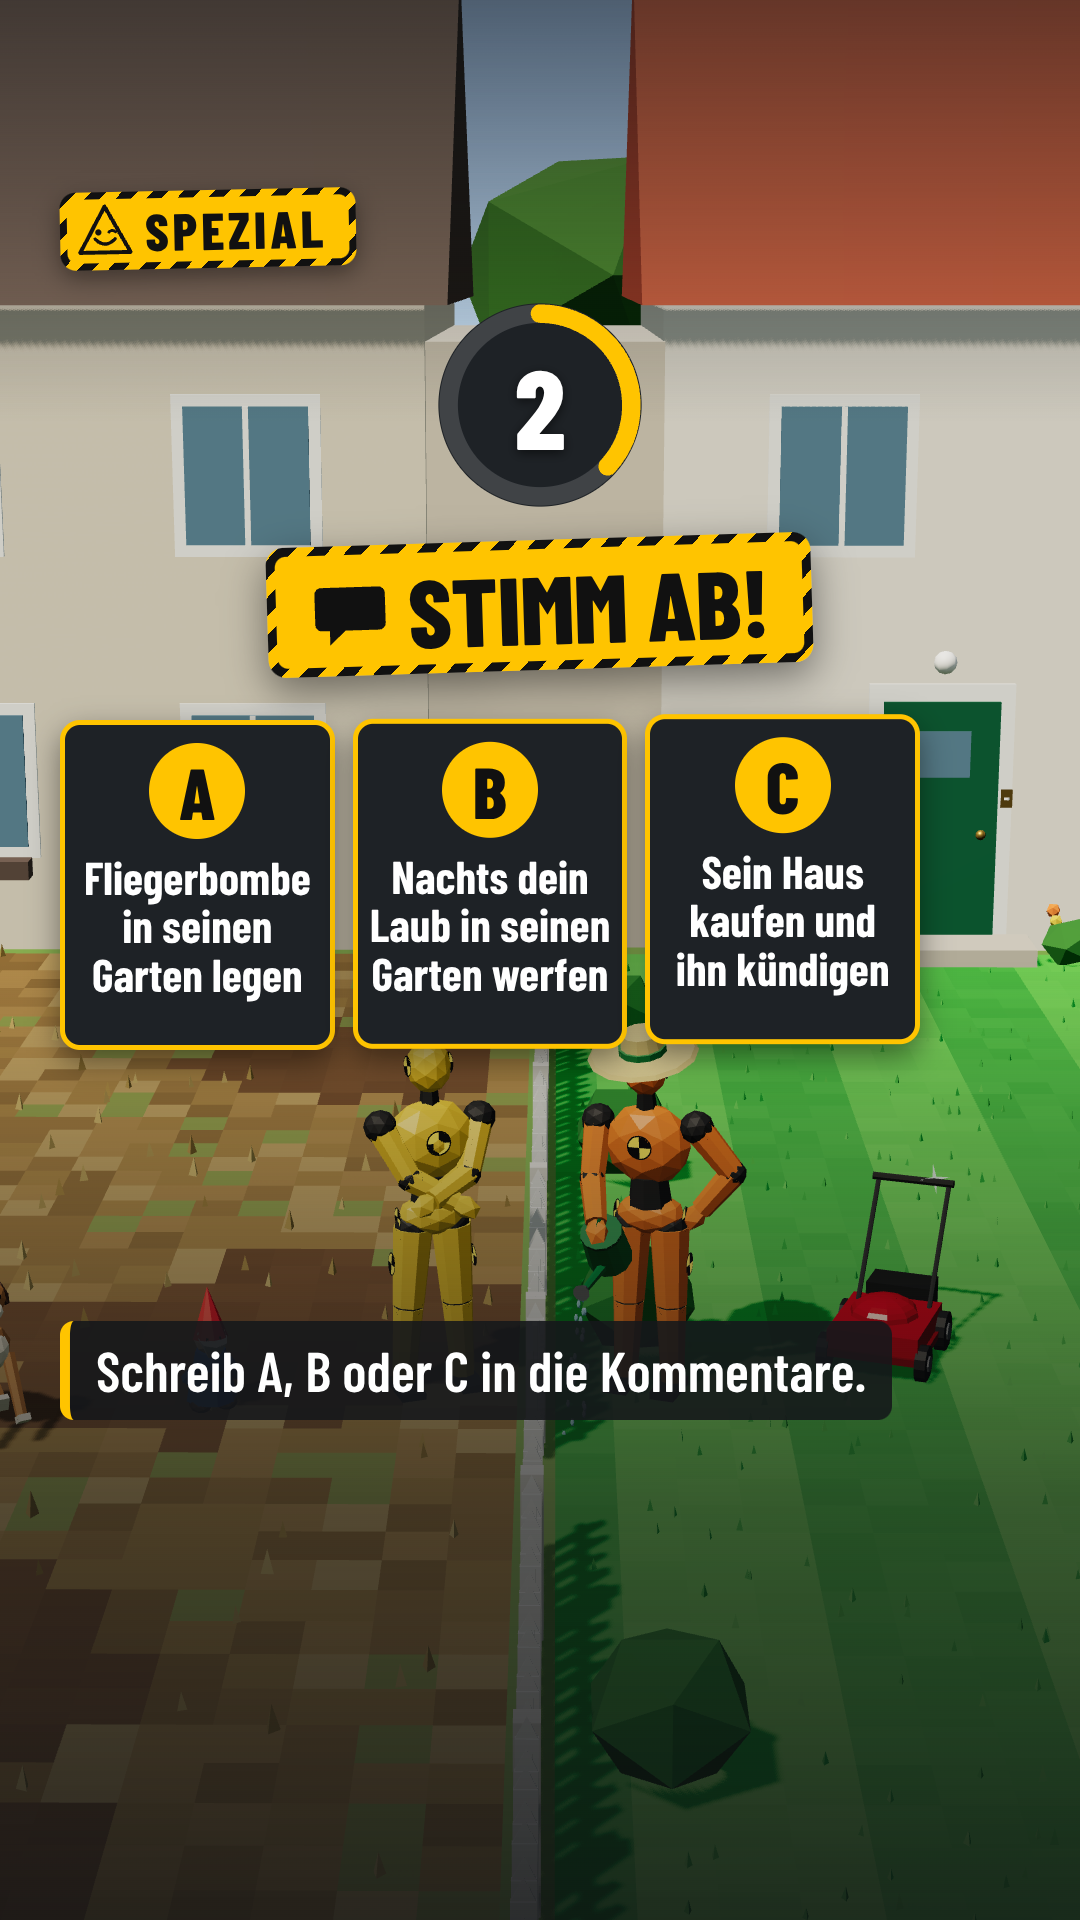 SPEZIAL
2
STIMM AB!
A
Fliegerbombe
in seinen
Garten legen
B
Nachts dein
Laub in seinen
Garten werfen
C
Sein Haus
kaufen und
ihn kündigen
Schreib A, B oder C in die Kommentare.